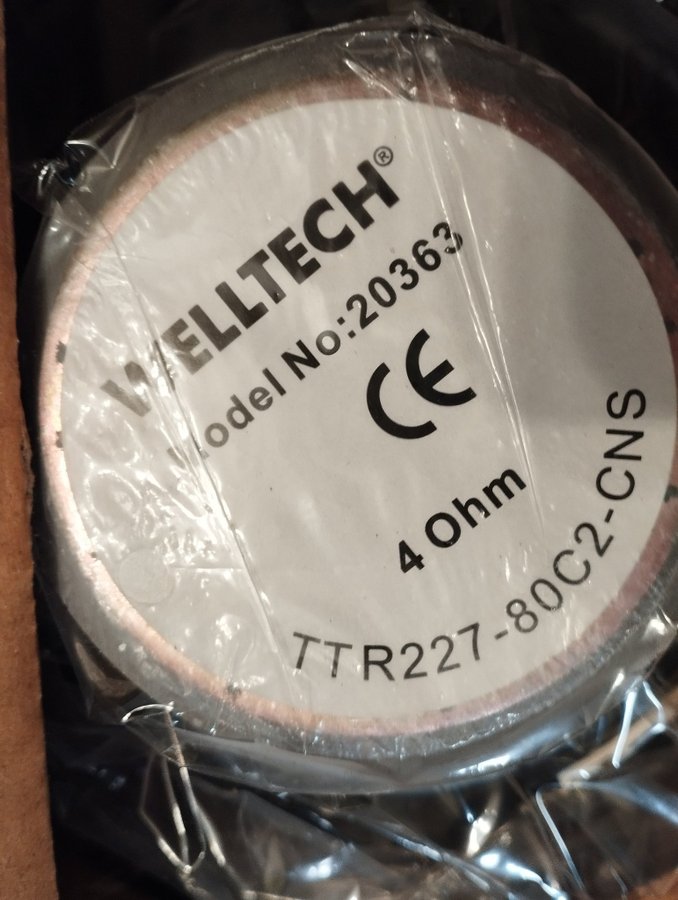 WELLTECH®
Model No:20363
CE
4 Ohm
TTR227-80C2-CNS